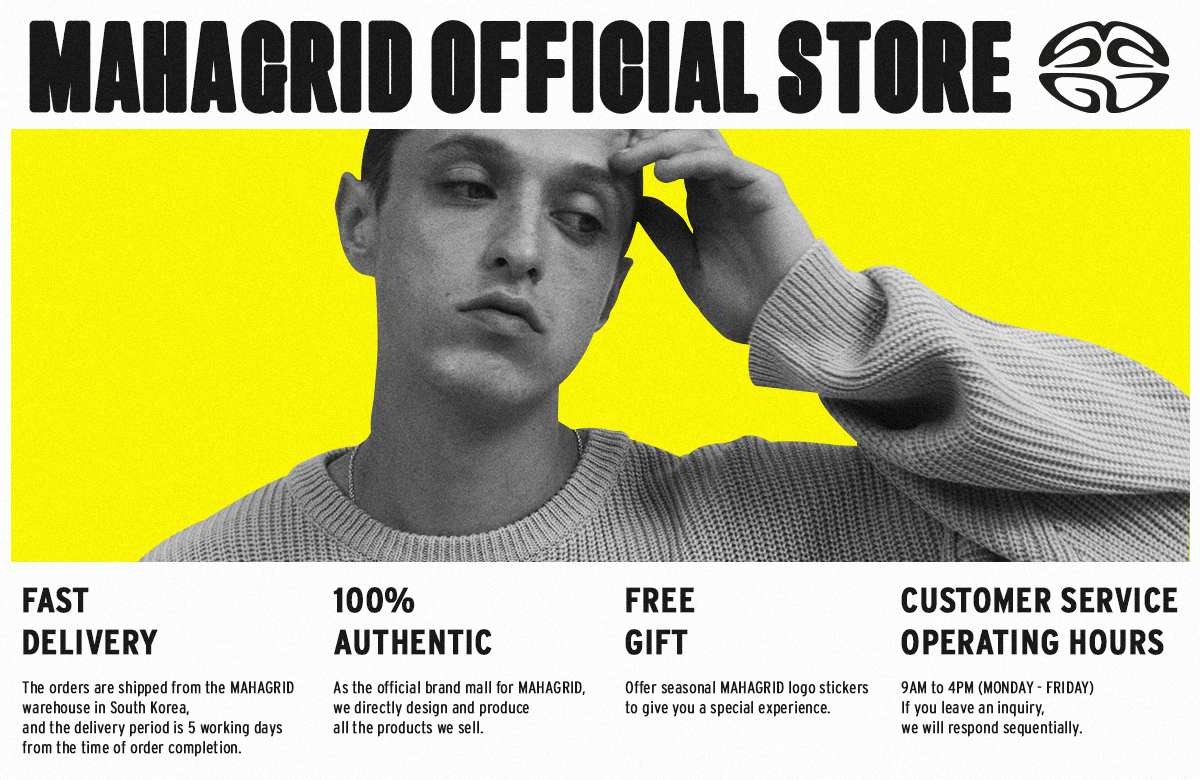 MAHAGRID OFFICIAL STORE
FAST
DELIVERY
The orders are shipped from the MAHAGRID
warehouse in South Korea,
and the delivery period is 5 working days
from the time of order completion.
100%
AUTHENTIC
As the official brand mall for MAHAGRID,
we directly design and produce
all the products we sell.
FREE
GIFT
Offer seasonal MAHAGRID logo stickers
to give you a special experience.
CUSTOMER SERVICE
OPERATING HOURS
9AM to 4PM (MONDAY - FRIDAY)
If you leave an inquiry,
we will respond sequentially.